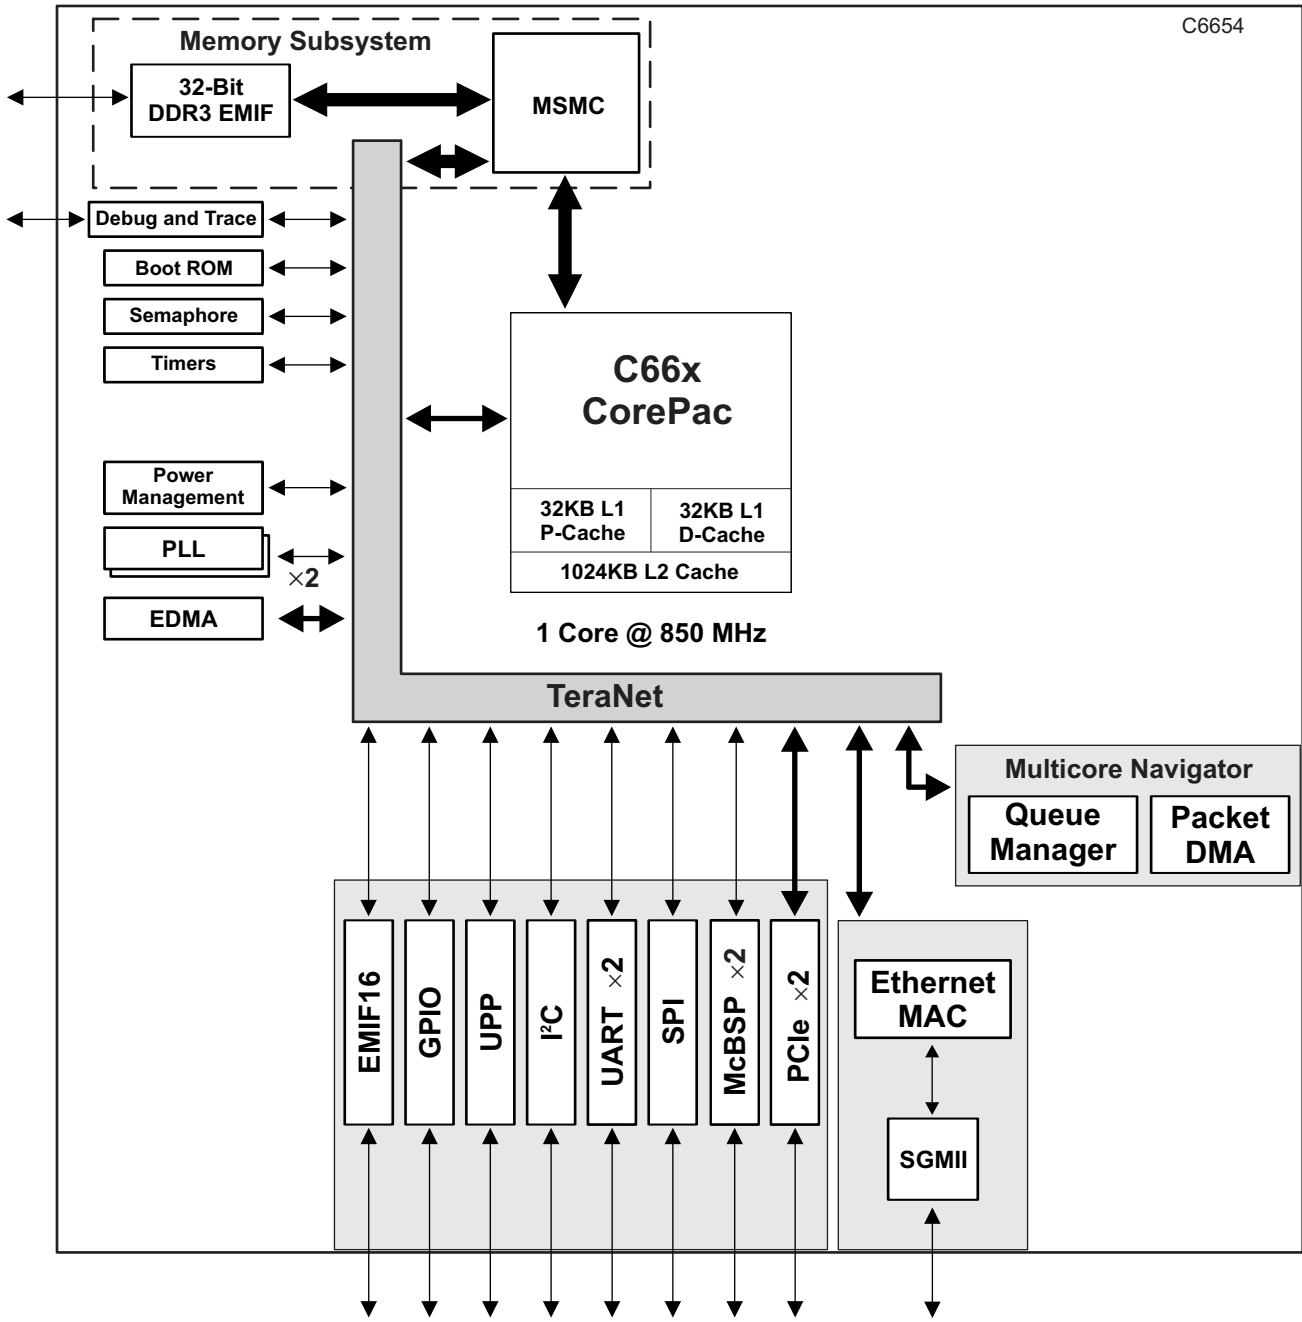 C6654
Memory Subsystem
32-Bit
DDR3 EMIF
MSMC
Debug and Trace
Boot ROM
Semaphore
Timers
C66x
CorePac
Power
Management
32KB L1
P-Cache
32KB L1
D-Cache
PLL
×2
1024KB L2 Cache
EDMA
1 Core @ 850 MHz
TeraNet
Multicore Navigator
Queue
Manager
Packet
DMA
EMIF16
GPIO
UPP
I²C
UART ×2
SPI
McBSP ×2
PCIe ×2
Ethernet
MAC
SGMII